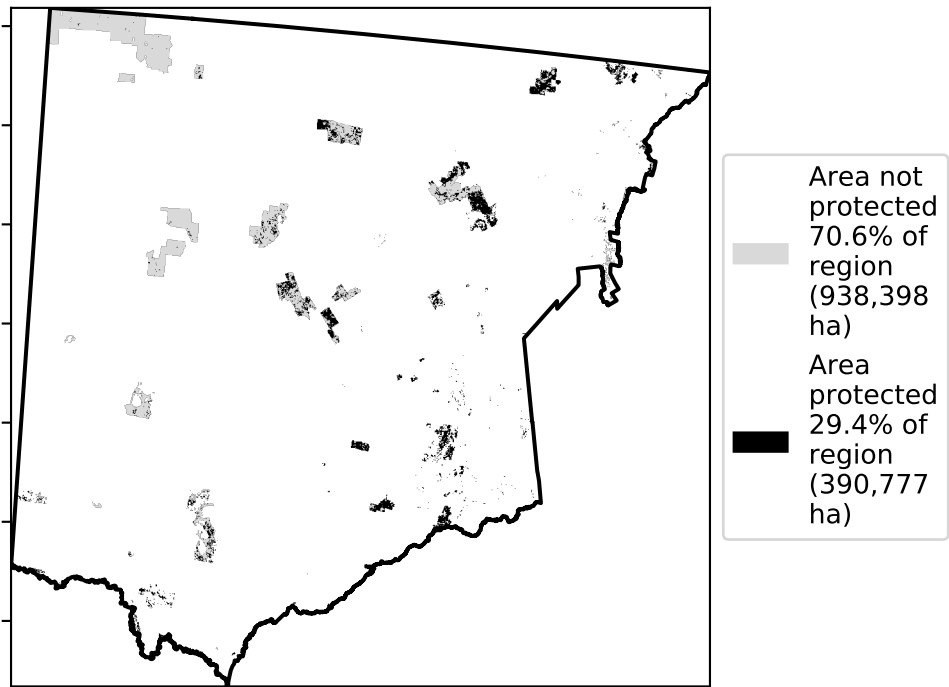 Area not
protected
70.6% of
region
(938,398
ha)
Area
protected
29.4% of
region
(390,777
ha)